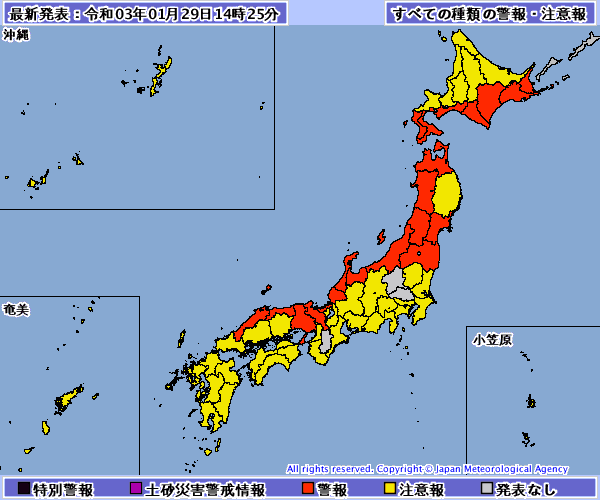 最新発表：令和03年01月29日14時25分
すべての種類の警報・注意報
沖縄
奄美
小笠原
All rights reserved. Copyright © Japan Meteorological Agency
特別警報
土砂災害警戒情報
警報
注意報
発表なし